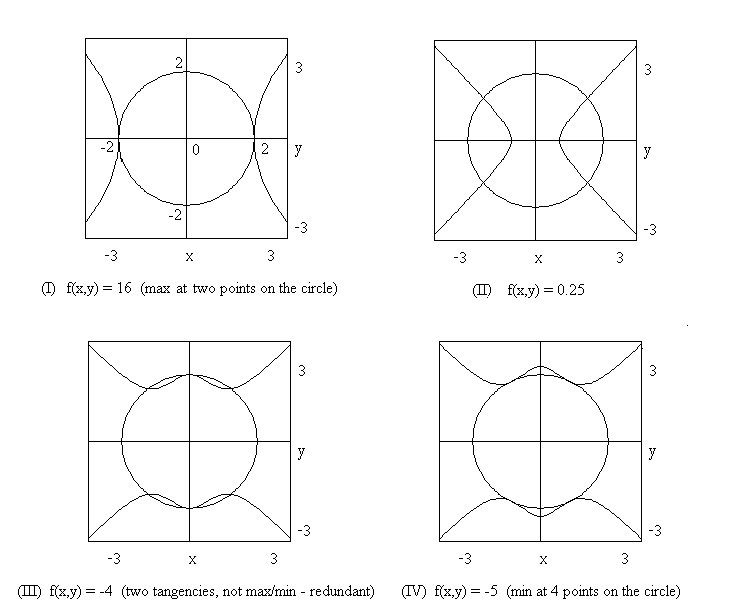 2
3
3
-2
0
2
y
y
-2
-3
-3
-3
x
3
-3
x
3
(I) f(x,y) = 16 (max at two points on the circle)
(II) f(x,y) = 0.25
3
3
y
y
-3
-3
-3
x
3
-3
x
3
(III) f(x,y) = -4 (two tangencies, not max/min - redundant)
(IV) f(x,y) = -5 (min at 4 points on the circle)